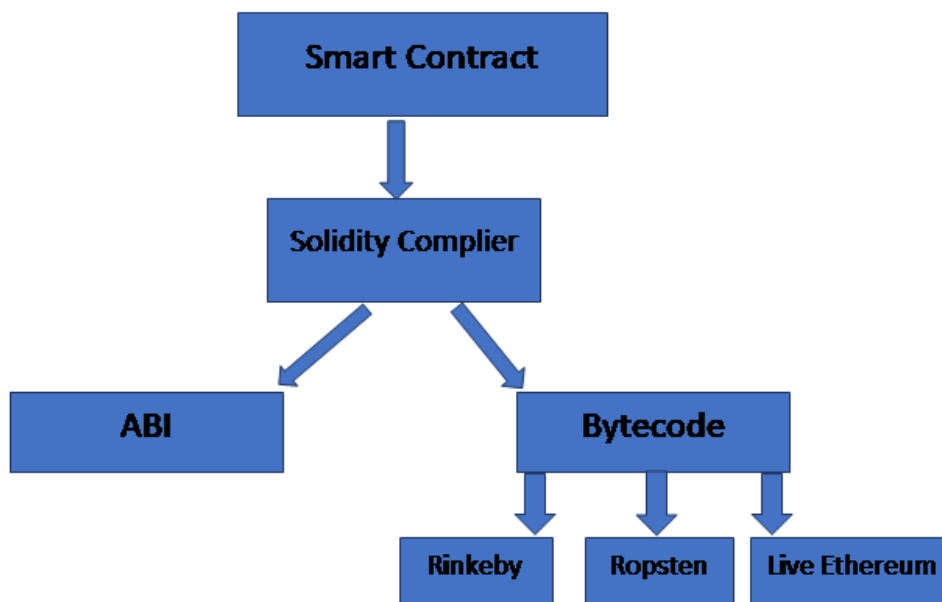 Smart Contract
Solidity Complier
ABI
Bytecode
Rinkeby
Ropsten
Live Ethereum